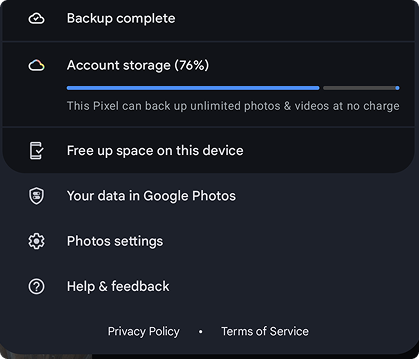 Backup complete
Account storage (76%)
This Pixel can back up unlimited photos & videos at no charge
Free up space on this device
Your data in Google Photos
Photos settings
Help & feedback
Privacy Policy • Terms of Service